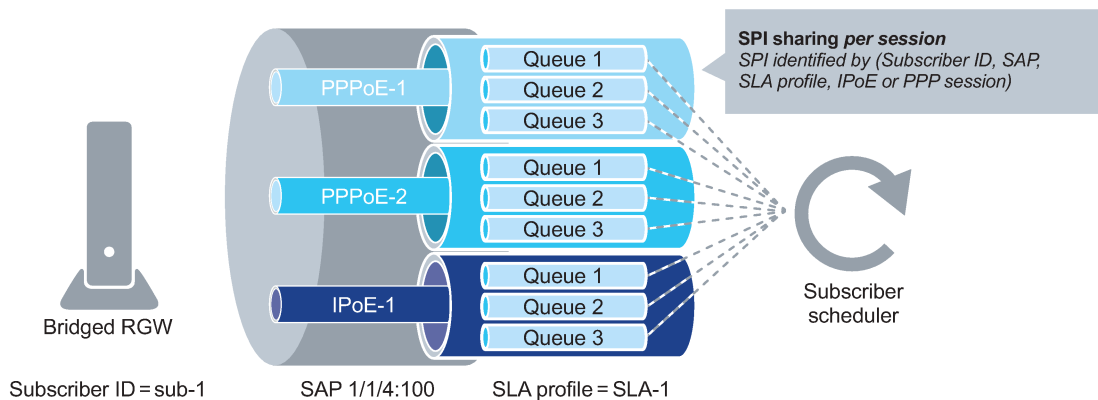 SPI sharing per session
SPI identified by (Subscriber ID, SAP,
SLA profile, IPoE or PPP session)
PPPoE-1
Queue 1
Queue 2
Queue 3
PPPoE-2
Queue 1
Queue 2
Queue 3
IPoE-1
Queue 1
Queue 2
Queue 3
Subscriber
scheduler
Bridged RGW
Subscriber ID = sub-1
SAP 1/1/4:100
SLA profile = SLA-1